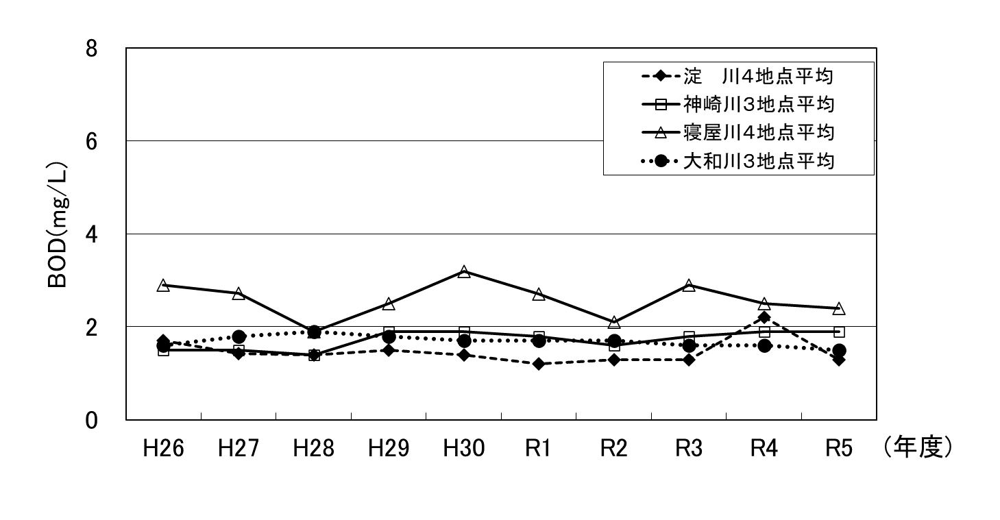 8
6
4
2
0
BOD(mg/L)
淀　川4地点平均
神崎川3地点平均
寝屋川4地点平均
大和川3地点平均
H26 H27 H28 H29 H30 R1 R2 R3 R4 R5 (年度)